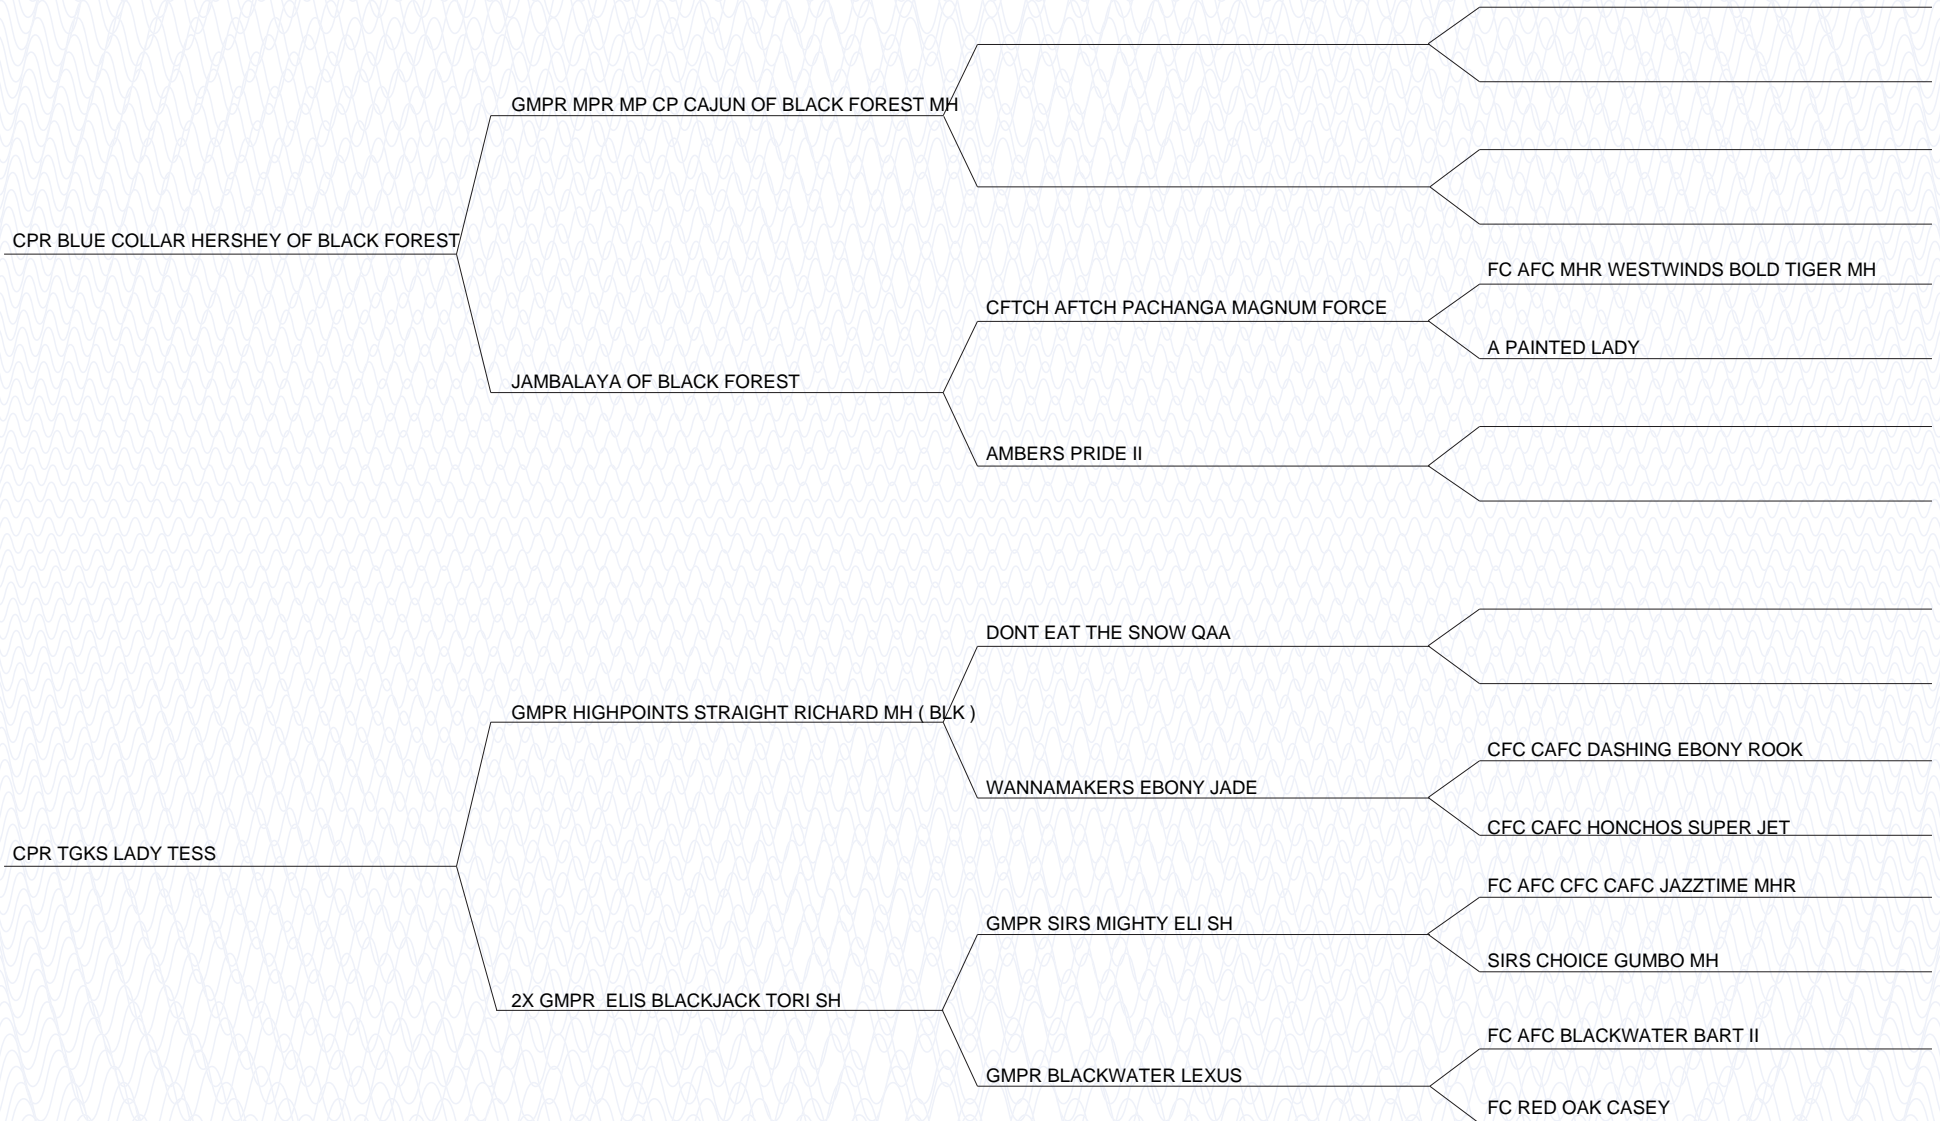 GMPR MPR MP CP CAJUN OF BLACK FOREST MH
CPR BLUE COLLAR HERSHEY OF BLACK FOREST
FC AFC MHR WESTWINDS BOLD TIGER MH
CFTCH AFTCH PACHANGA MAGNUM FORCE
A PAINTED LADY
JAMBALAYA OF BLACK FOREST
AMBERS PRIDE II
DONT EAT THE SNOW QAA
GMPR HIGHPOINTS STRAIGHT RICHARD MH ( BLK )
CFC CAFC DASHING EBONY ROOK
WANNAMAKERS EBONY JADE
CFC CAFC HONCHOS SUPER JET
CPR TGKS LADY TESS
FC AFC CFC CAFC JAZZTIME MHR
GMPR SIRS MIGHTY ELI SH
SIRS CHOICE GUMBO MH
2X GMPR  ELIS BLACKJACK TORI SH
FC AFC BLACKWATER BART II
GMPR BLACKWATER LEXUS
FC RED OAK CASEY